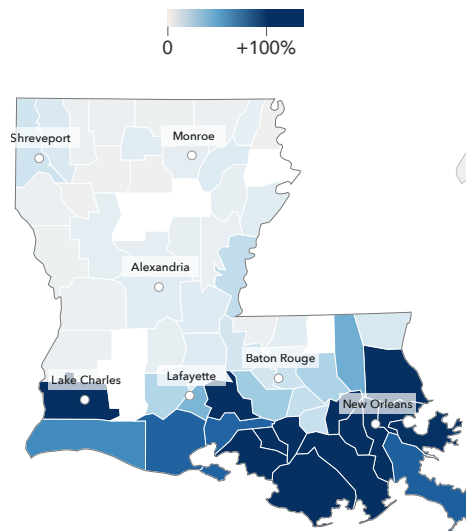 0 +100%
Shreveport
Monroe
Alexandria
Baton Rouge
Lafayette
Lake Charles
New Orleans